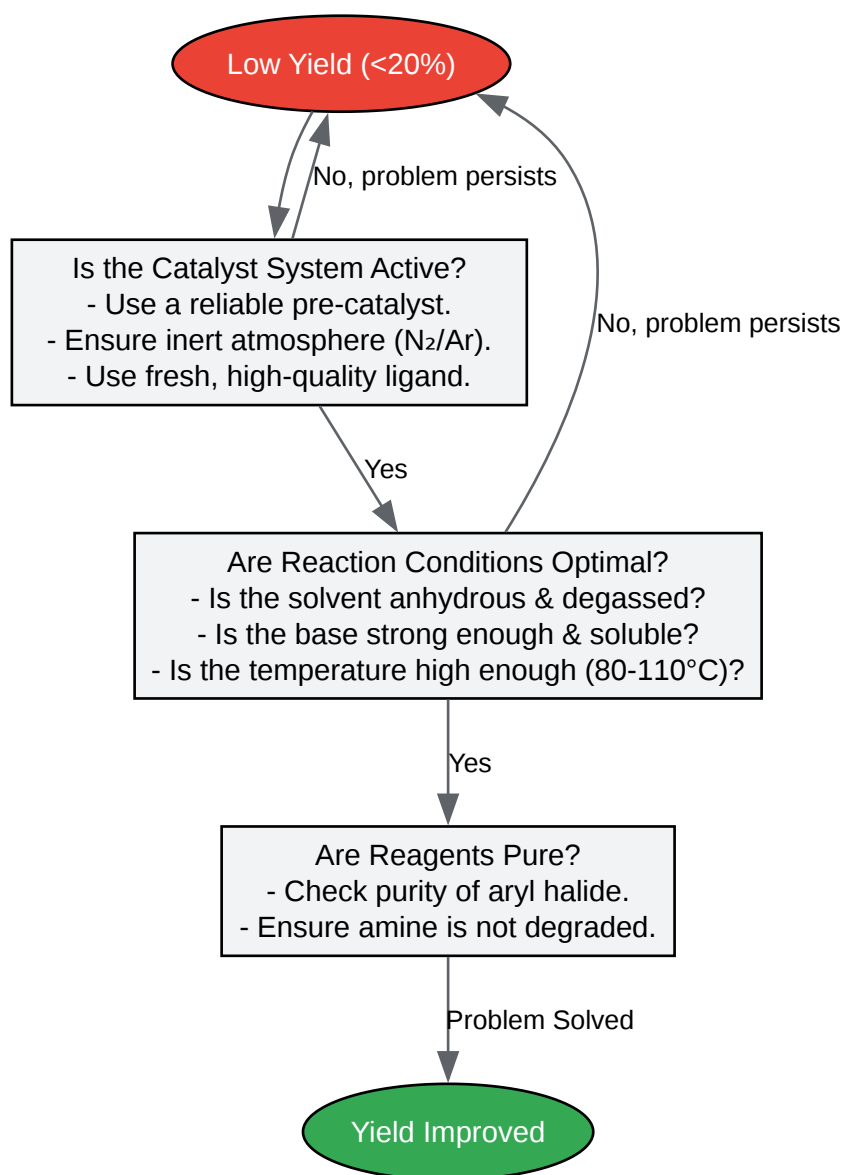 Low Yield (<20%)
No, problem persists
Is the Catalyst System Active?
- Use a reliable pre-catalyst.
- Ensure inert atmosphere (N₂/Ar).
- Use fresh, high-quality ligand.
No, problem persists
Yes
Are Reaction Conditions Optimal?
- Is the solvent anhydrous & degassed?
- Is the base strong enough & soluble?
- Is the temperature high enough (80-110°C)?
Yes
Are Reagents Pure?
- Check purity of aryl halide.
- Ensure amine is not degraded.
Problem Solved
Yield Improved